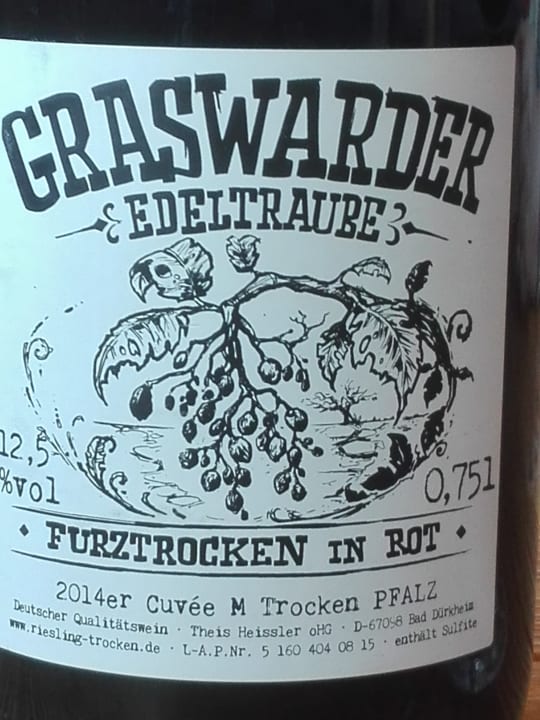 GRASWARDER
EDELTRAUBE
12,5
%vol
0,75l
· FURZTROCKEN IN ROT ·
2014er Cuvée M Trocken PFALZ
Deutscher Qualitätswein · Theis Heissler oHG · D-67098 Bad Dürkheim
www.riesling-trocken.de · L-A.P.Nr. 5 160 404 08 15 · enthält Sulfite